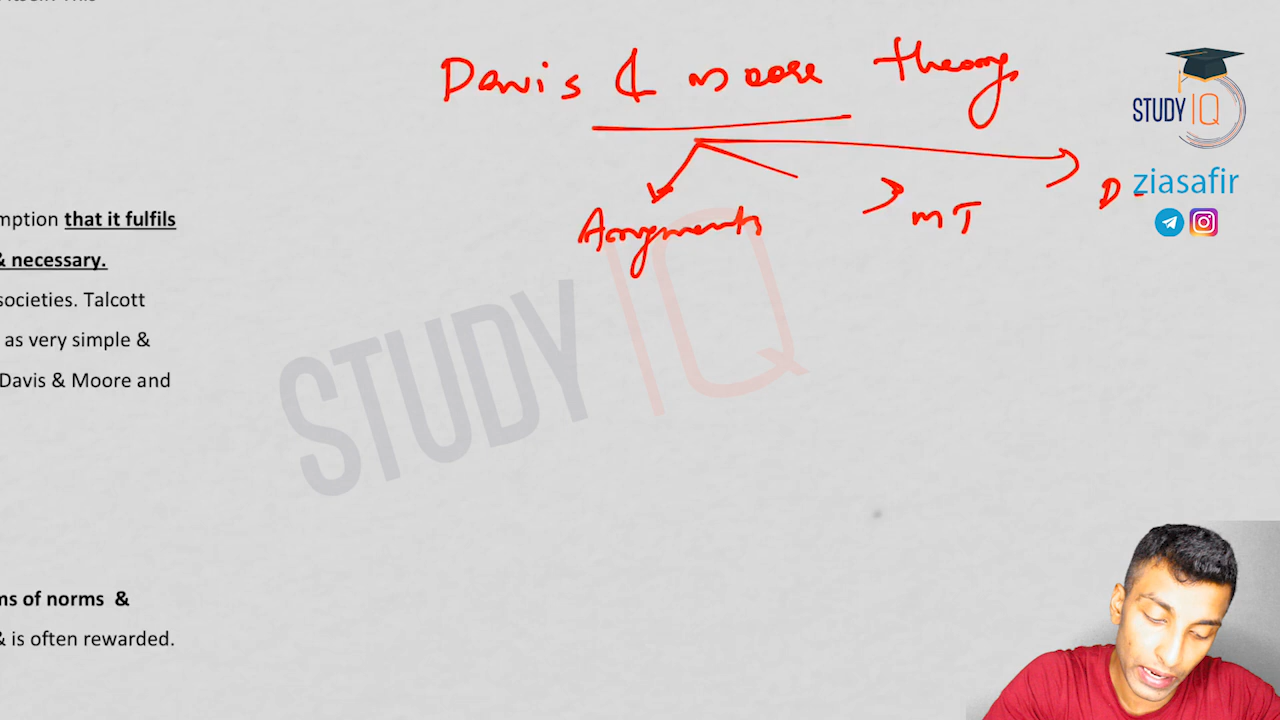 Davis & moore theory
STUDY IQ
ziasafir
mption that it fulfils
& necessary.
societies. Talcott
as very simple &
Davis & Moore and
Arguments
MT
D -
STUDY IQ
ms of norms &
& is often rewarded.